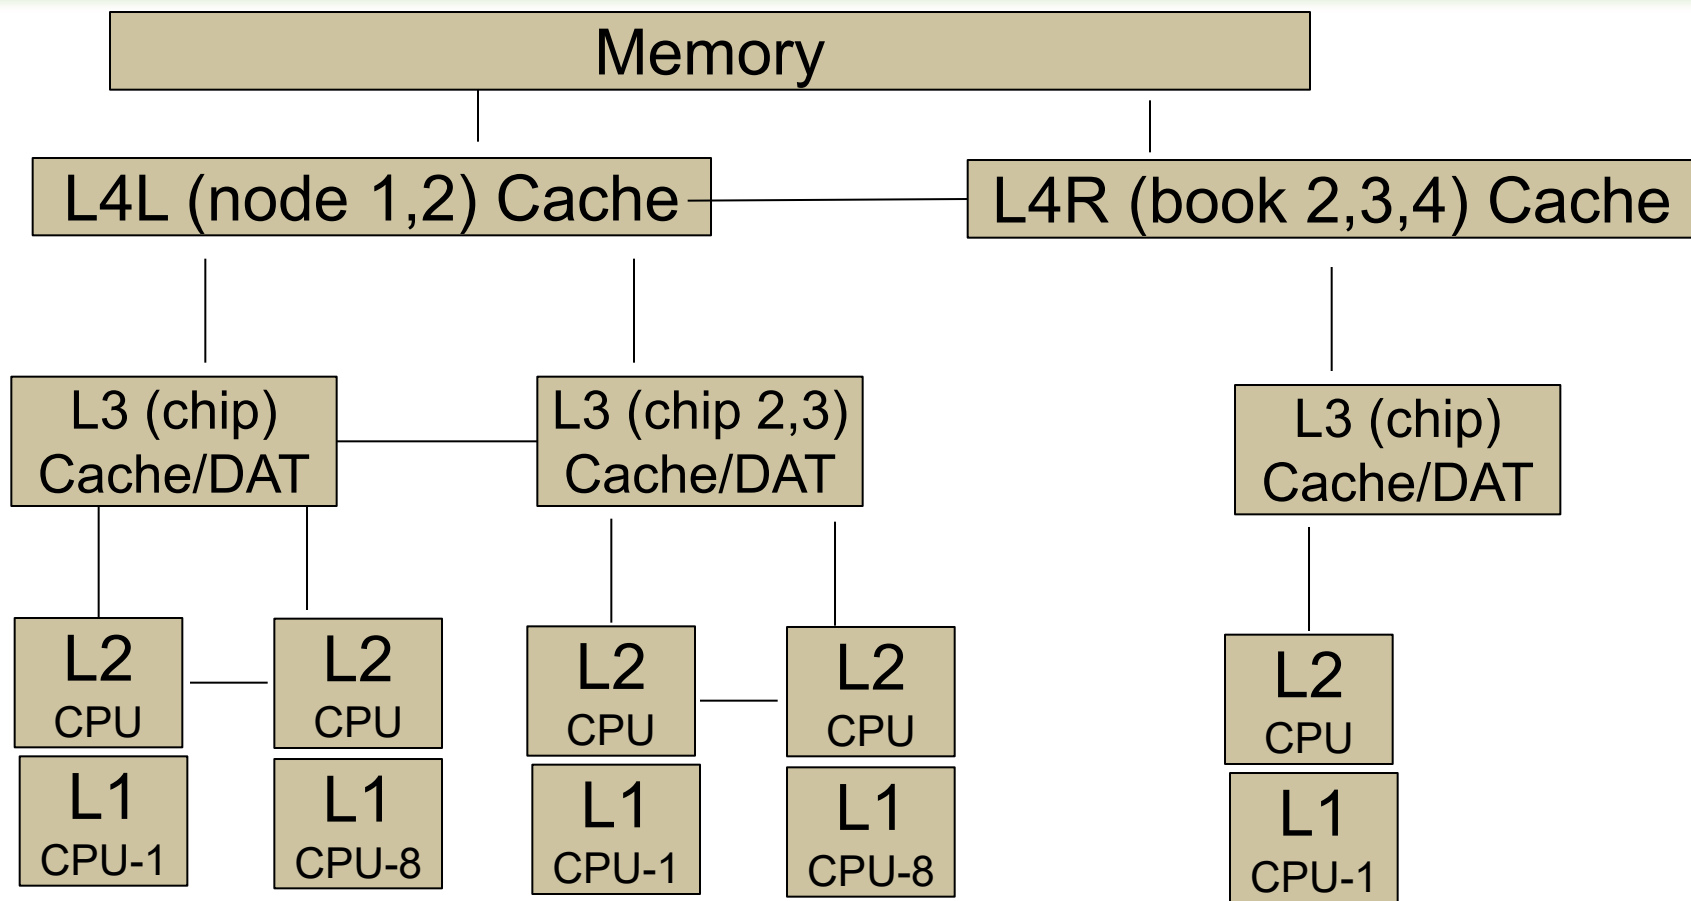 Memory
L4L (node 1,2) Cache
L4R (book 2,3,4) Cache
L3 (chip)
Cache/DAT
L3 (chip 2,3)
Cache/DAT
L3 (chip)
Cache/DAT
L2
CPU
L2
CPU
L2
CPU
L2
CPU
L2
CPU
L1
CPU-1
L1
CPU-8
L1
CPU-1
L1
CPU-8
L1
CPU-1